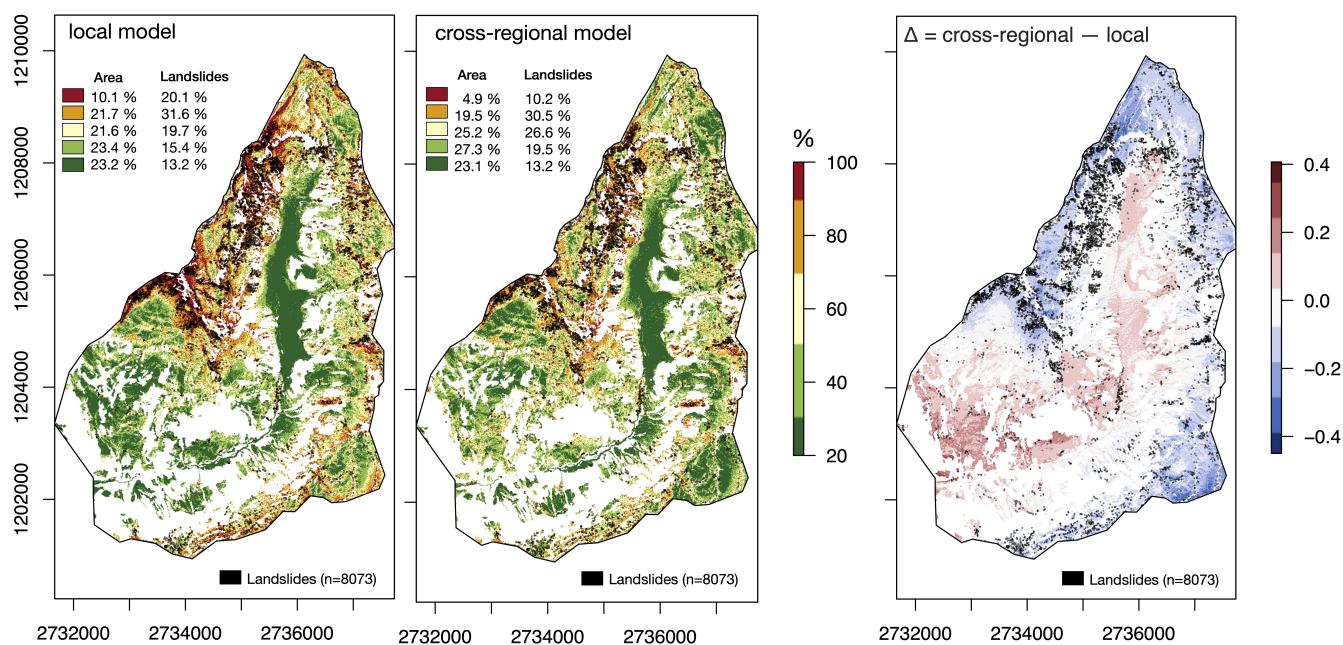 local model
Area Landslides
10.1 % 20.1 %
21.7 % 31.6 %
21.6 % 19.7 %
23.4 % 15.4 %
23.2 % 13.2 %
Landslides (n=8073)
1210000
1208000
1206000
1204000
1202000
2732000 2734000 2736000
cross-regional model
Area Landslides
4.9 % 10.2 %
19.5 % 30.5 %
25.2 % 26.6 %
27.3 % 19.5 %
23.1 % 13.2 %
Landslides (n=8073)
2732000 2734000 2736000
%
100
80
60
40
20
Δ = cross-regional — local
Landslides (n=8073)
2732000 2734000 2736000
0.4
0.2
0.0
−0.2
−0.4